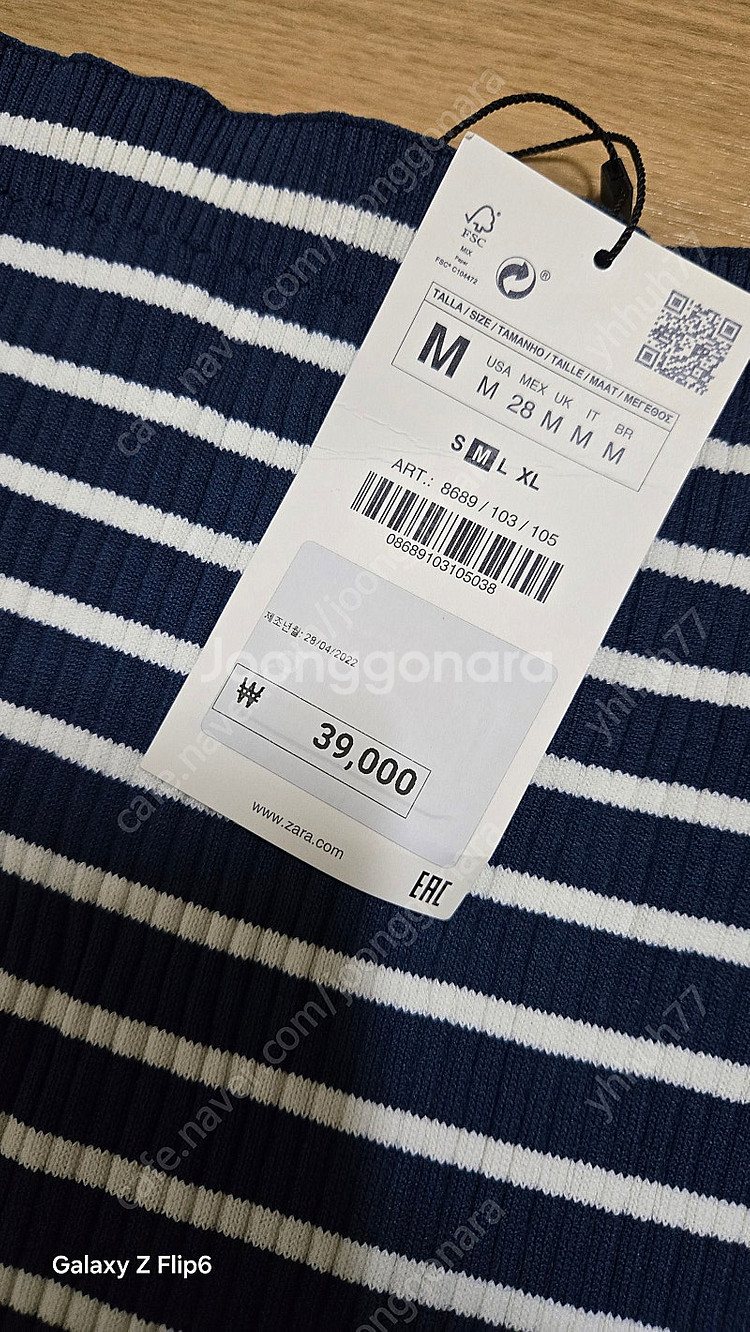 FSC
MIX
Paper
FSC® C104472
®
TALLA / SIZE / TAMANHO / TAILLE / MAAT / ΜΕΓΕΘΟΣ
M
USA MEX UK IT BR
M 28 M M M
S M L XL
ART.: 8689 / 103 / 105
08689103105038
제조년월: 28/04/2022
Joonggonara
₩
39,000
www.zara.com
EAC
cafe.naver.com/joonggonara
yhhuh77
Galaxy Z Flip6